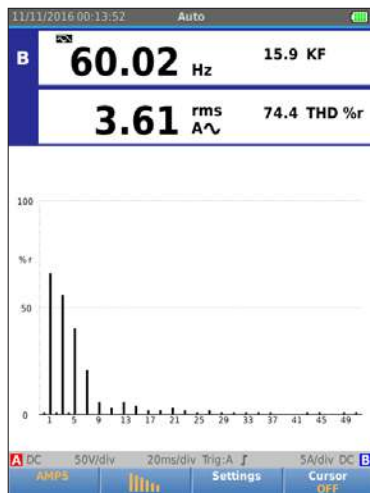 11/11/2016 00:13:52 Auto
B 60.02 Hz 15.9 KF
3.61 rms A∿ 74.4 THD %r
100
%r
50
0
1 5 9 13 17 21 25 29 33 37 41 45 49
A DC 50V/div 20ms/div Trig:A ∫ 5A/div DC B
AMPS Settings Cursor
OFF